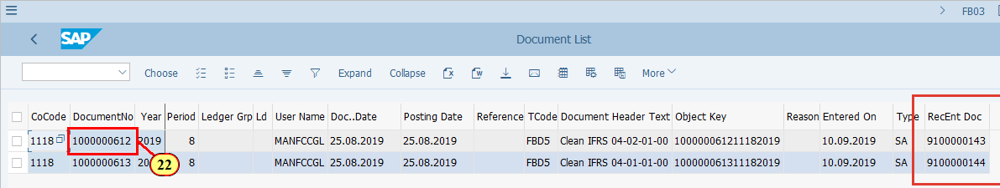 FB03
SAP Document List
Choose Expand Collapse More
CoCode DocumentNo Year Period Ledger Grp Ld User Name Doc..Date Posting Date Reference TCode Document Header Text Object Key Reason Entered On Type RecEnt Doc
1118 1000000612 2019 8 MANFCCGL 25.08.2019 25.08.2019 FBD5 Clean IFRS 04-02-01-00 100000061211182019 10.09.2019 SA 9100000143
1118 1000000613 8 MANFCCGL 25.08.2019 25.08.2019 FBD5 Clean IFRS 04-01-01-00 100000061311182019 10.09.2019 SA 9100000144
22